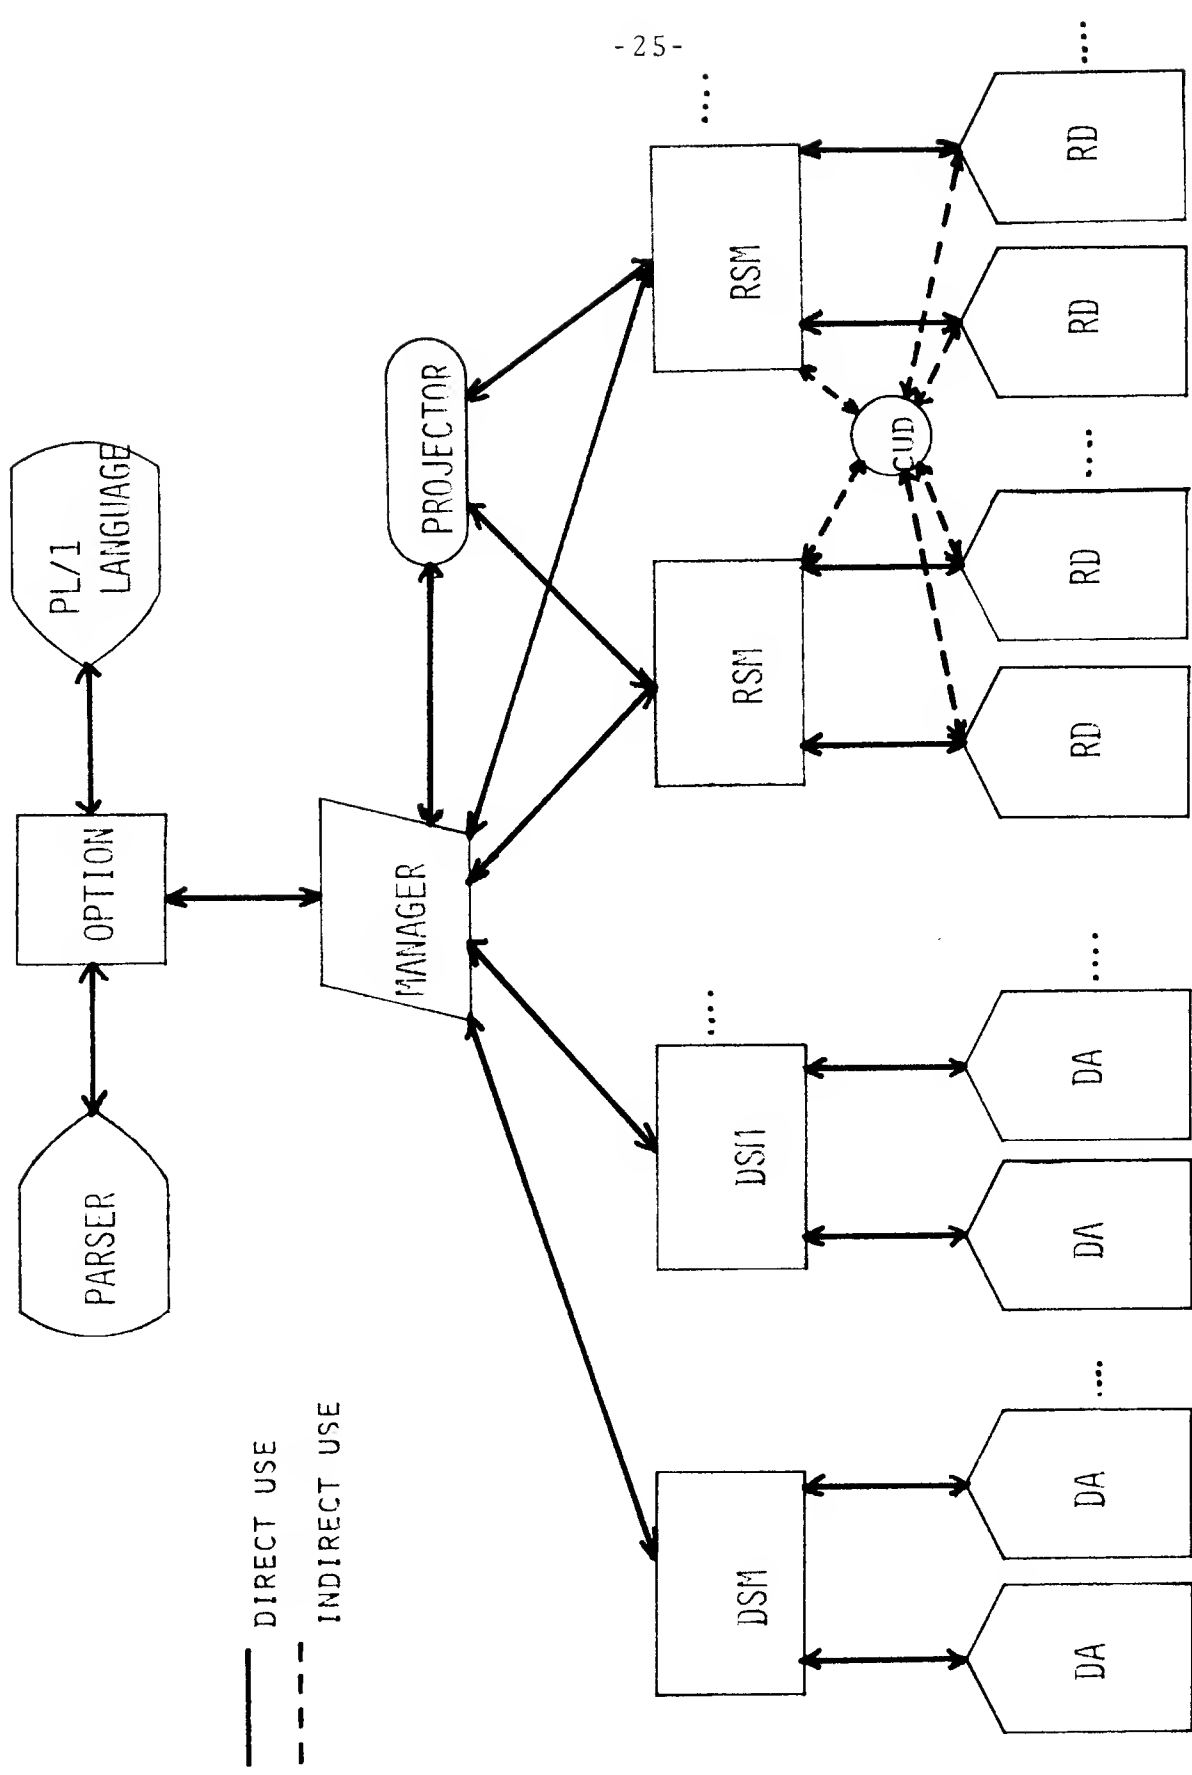 -25-
PARSER
OPTION
PL/1
LANGUAGE
DIRECT USE
INDIRECT USE
MANAGER
PROJECTOR
DSM
DSM
....
RSM
RSM
....
CUD
DA
DA
....
DA
DA
....
RD
RD
....
RD
RD
....